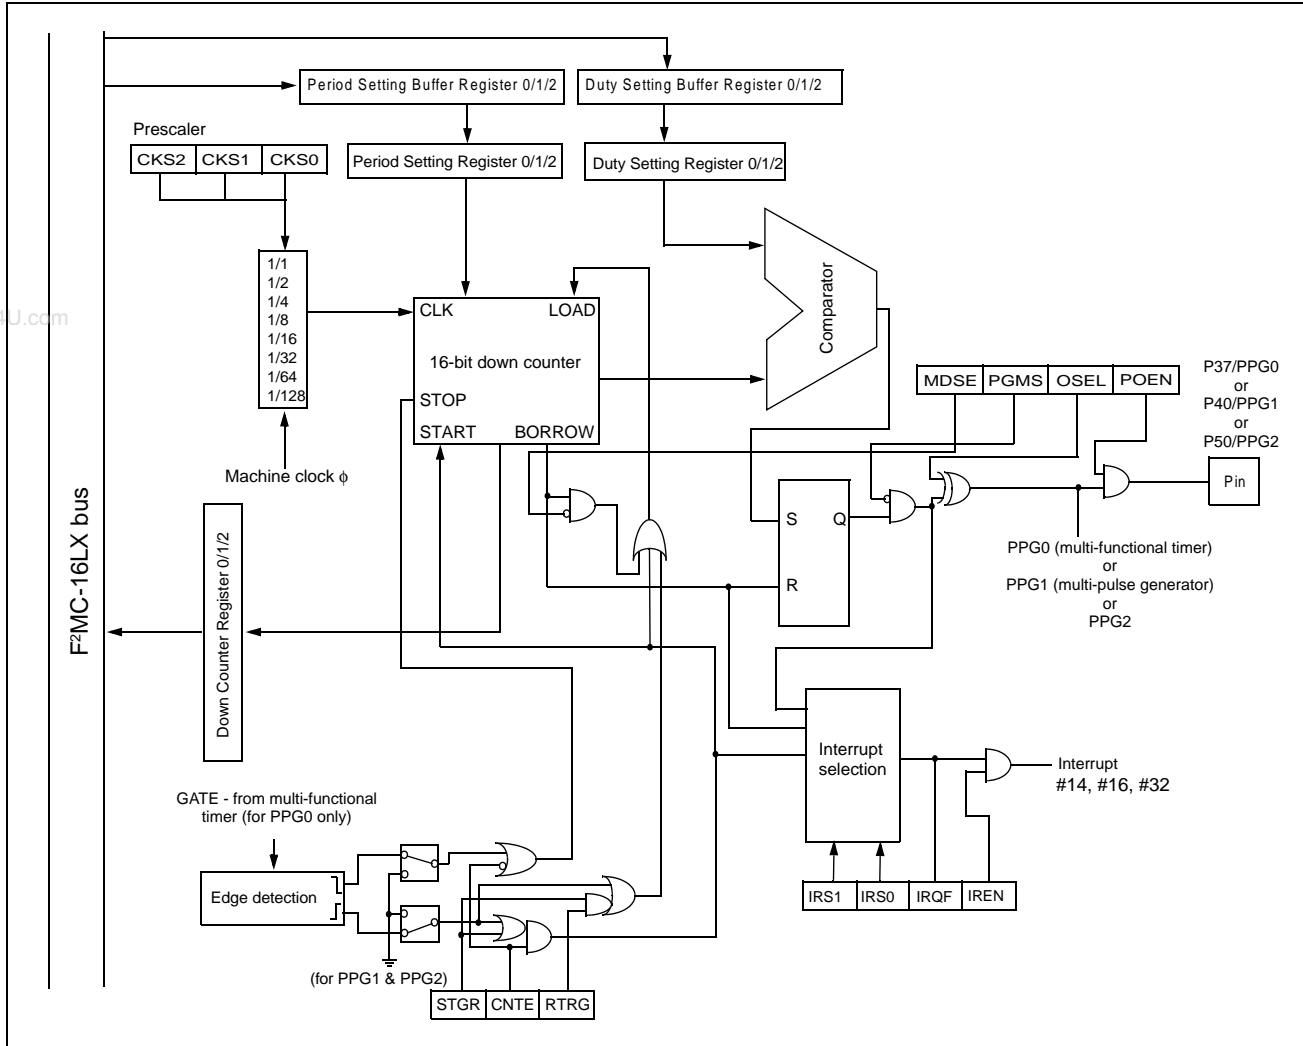 Period Setting Buffer Register 0/1/2
Duty Setting Buffer Register 0/1/2
Prescaler
CKS2 CKS1 CKS0
Period Setting Register 0/1/2
Duty Setting Register 0/1/2
1/1
1/2
1/4
1/8
1/16
1/32
1/64
1/128
4U.com
CLK LOAD
16-bit down counter
STOP
START BORROW
Comparator
MDSE PGMS OSEL POEN
P37/PPG0
or
P40/PPG1
or
P50/PPG2
Pin
Machine clock ϕ
S Q
R
PPG0 (multi-functional timer)
or
PPG1 (multi-pulse generator)
or
PPG2
F²MC-16LX bus
Down Counter Register 0/1/2
Interrupt
selection
Interrupt
#14, #16, #32
GATE - from multi-functional
timer (for PPG0 only)
Edge detection
IRS1 IRS0 IRQF IREN
(for PPG1 & PPG2)
STGR CNTE RTRG